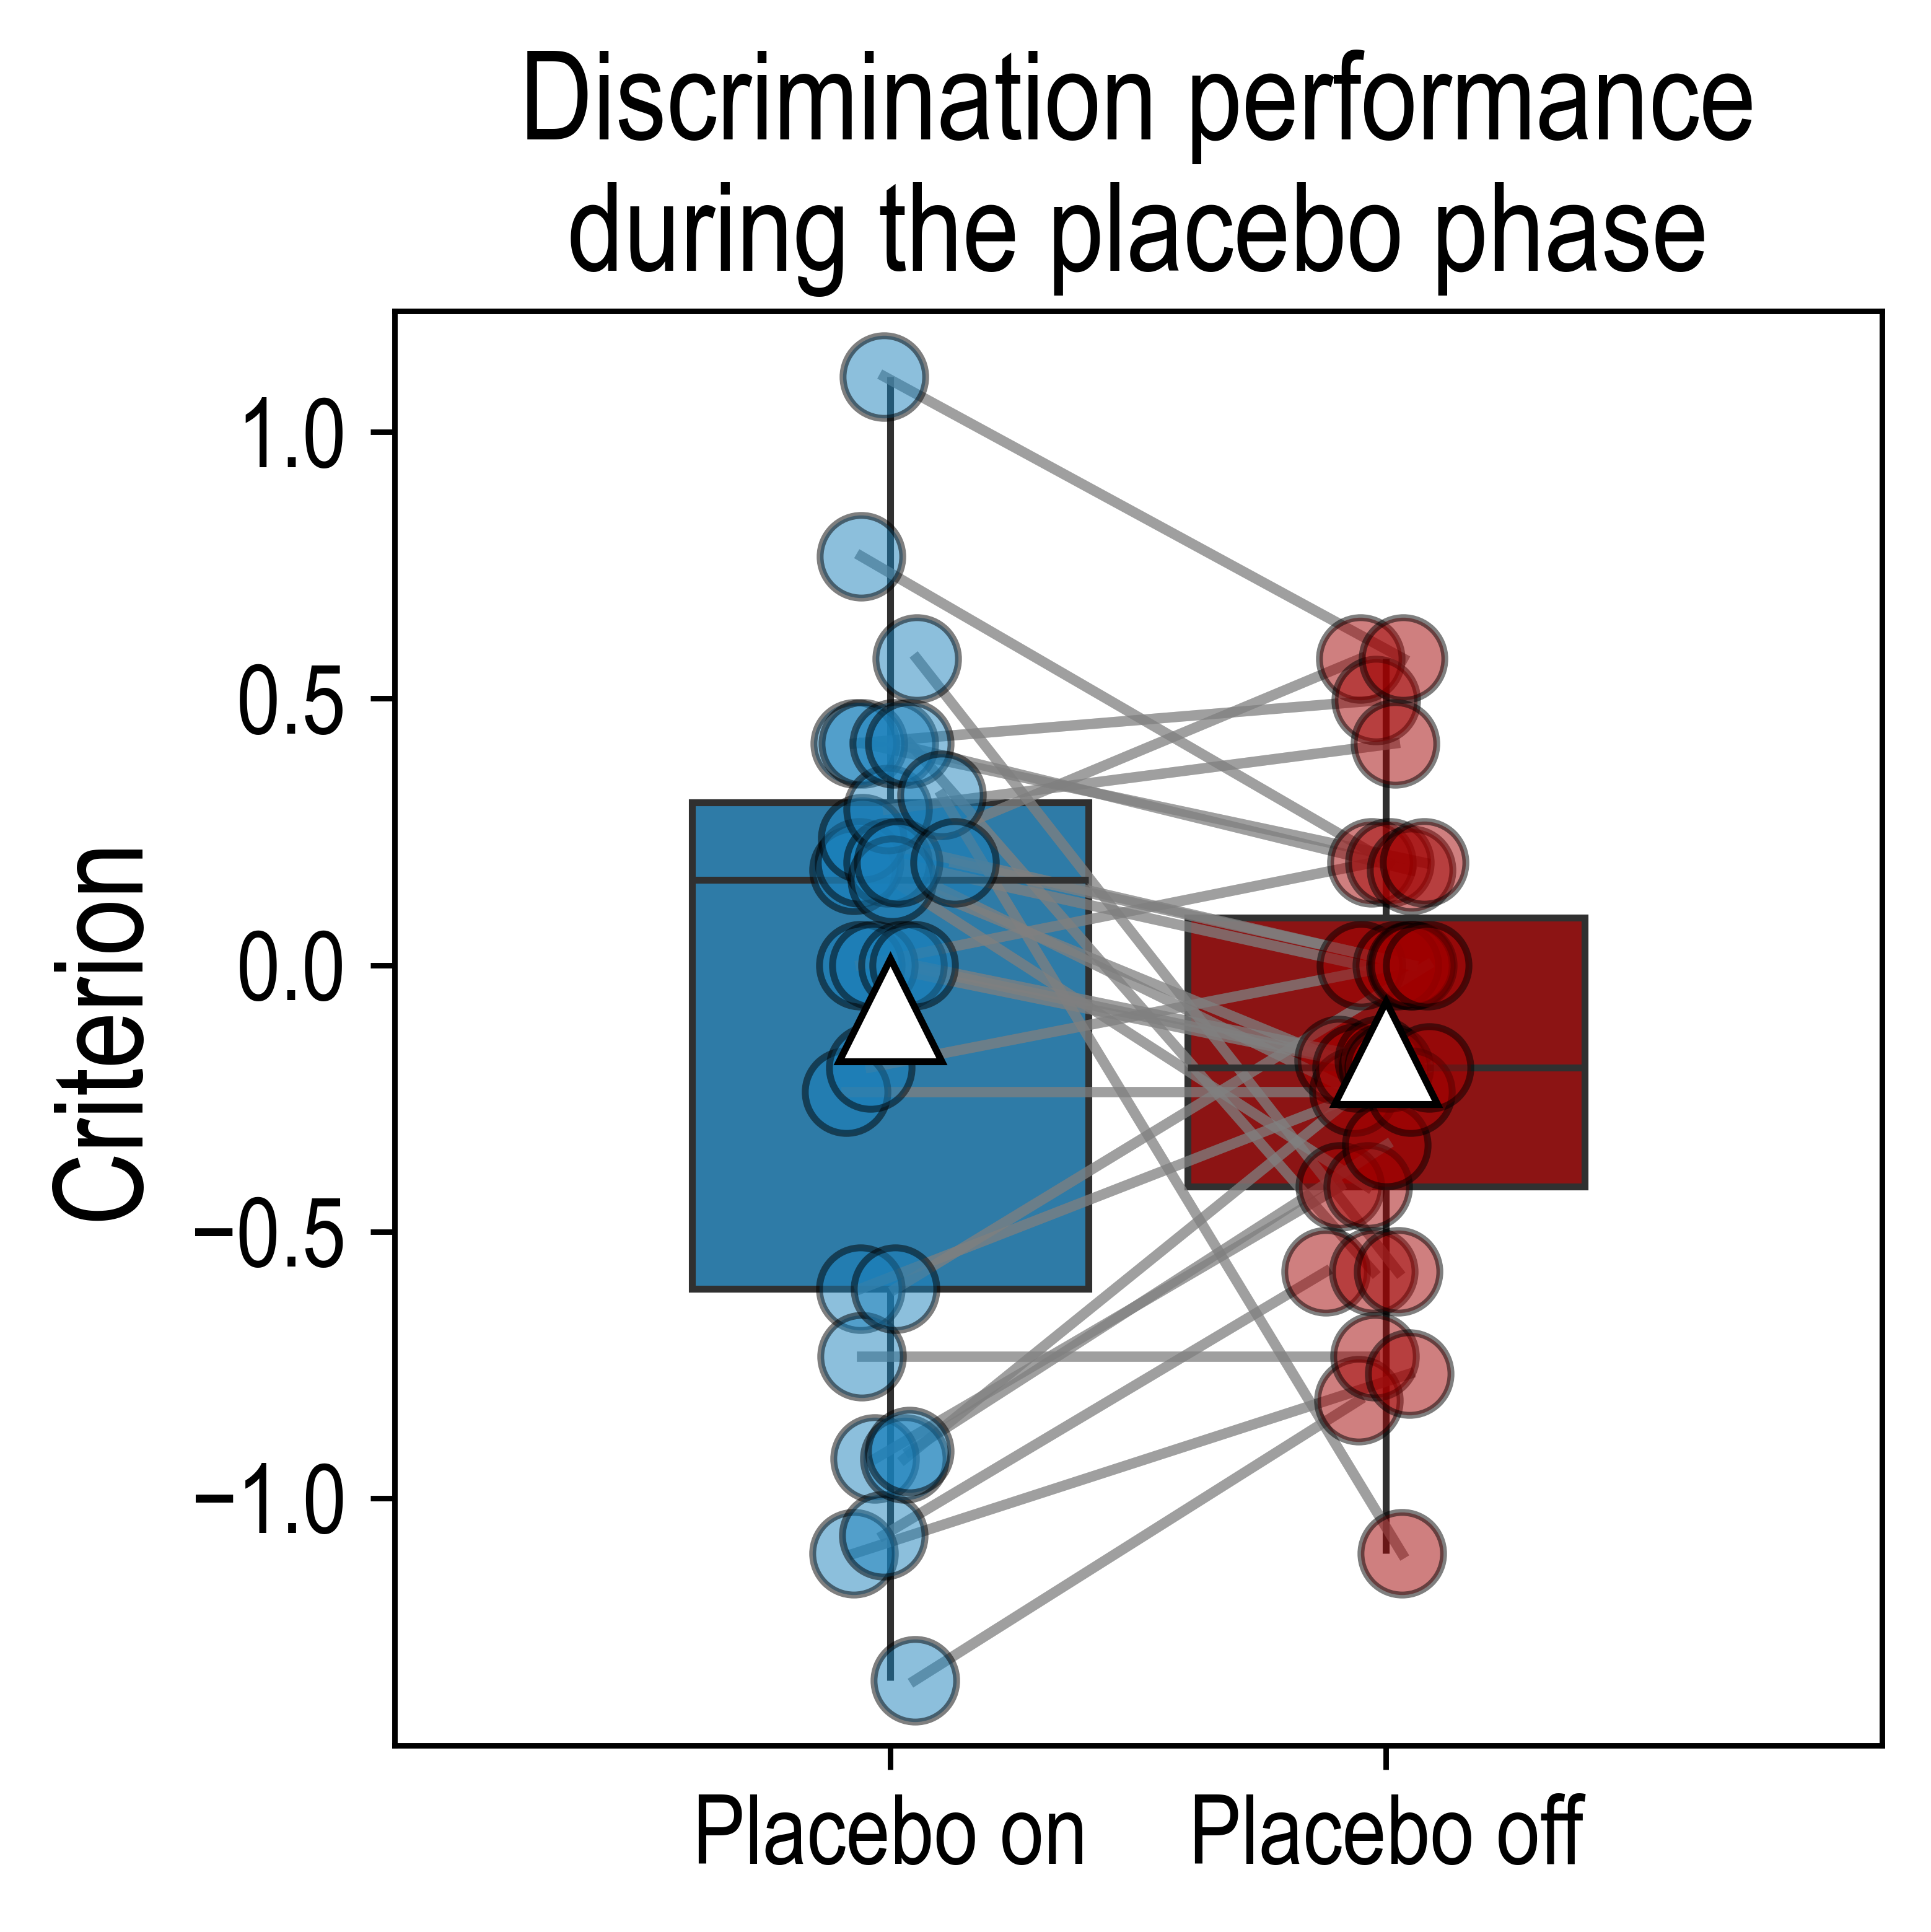 Discrimination performance
during the placebo phase
Criterion
1.0
0.5
0.0
−0.5
−1.0
Placebo on
Placebo off